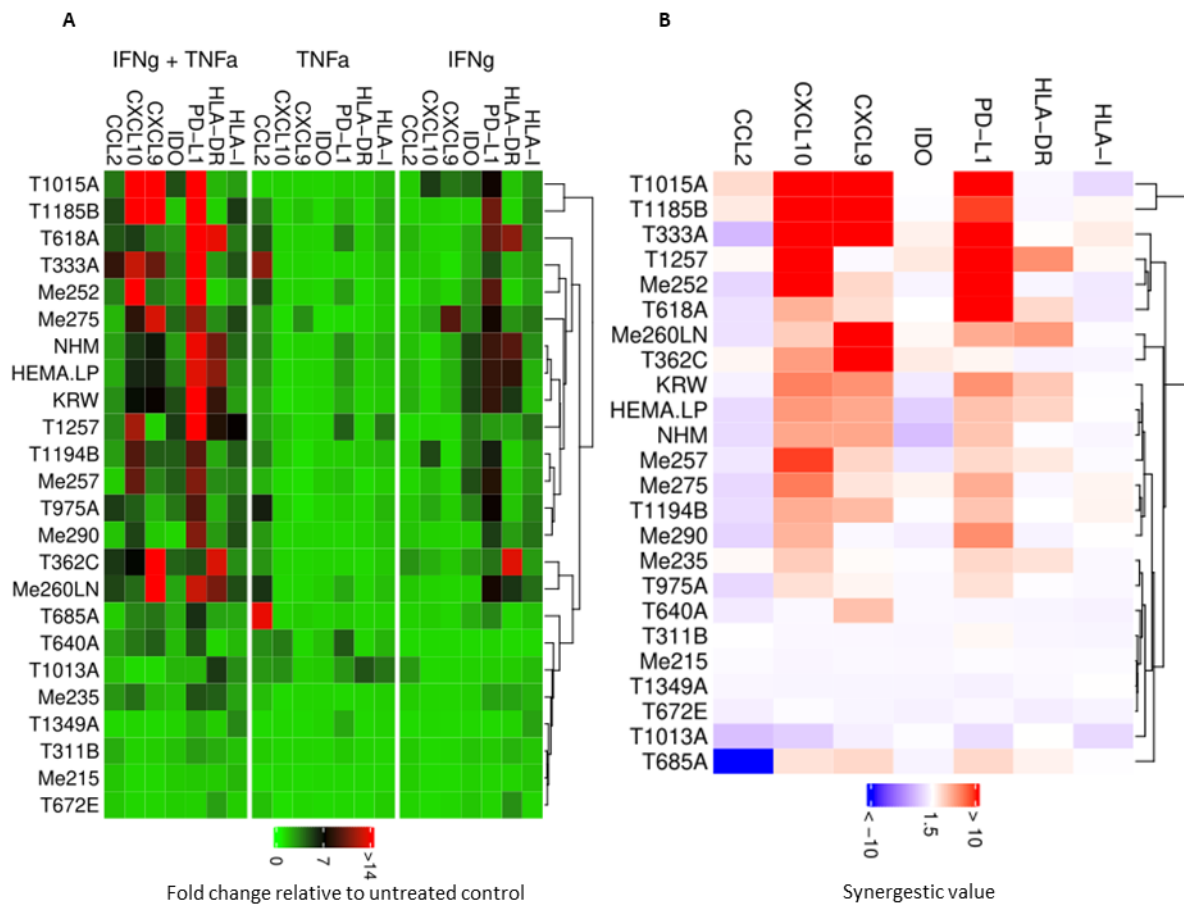 A
B
IFNg + TNFa
TNFa
IFNg
CCL2
CXCL10
CXCL9
IDO
PD-L1
HLA-DR
HLA-I
CCL2
CXCL10
CXCL9
IDO
PD-L1
HLA-DR
HLA-I
CCL2
CXCL10
CXCL9
IDO
PD-L1
HLA-DR
HLA-I
T1015A
T1185B
T618A
T333A
Me252
Me275
NHM
HEMA.LP
KRW
T1257
T1194B
Me257
T975A
Me290
T362C
Me260LN
T685A
T640A
T1013A
Me235
T1349A
T311B
Me215
T672E
0
7
>14
Fold change relative to untreated control
CCL2
CXCL10
CXCL9
IDO
PD-L1
HLA-DR
HLA-I
T1015A
T1185B
T333A
T1257
Me252
T618A
Me260LN
T362C
KRW
HEMA.LP
NHM
Me257
Me275
T1194B
Me290
Me235
T975A
T640A
T311B
Me215
T1349A
T672E
T1013A
T685A
< -10
1.5
> 10
Synergestic value